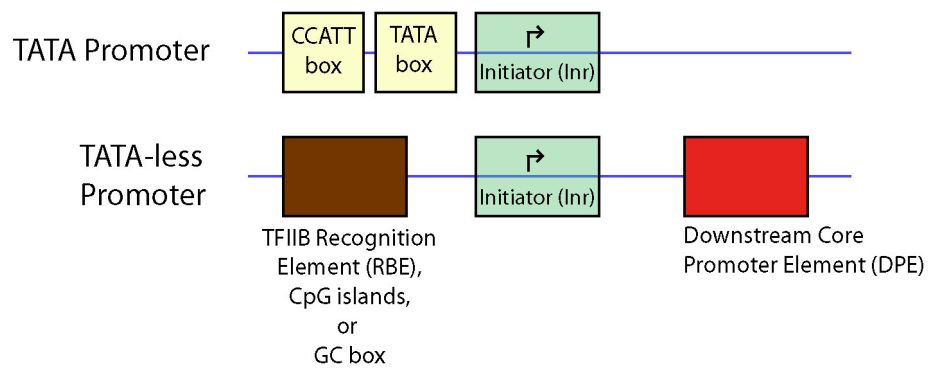 TATA Promoter
CCATT
box
TATA
box
Initiator (Inr)
TATA-less
Promoter
Initiator (Inr)
TFIIB Recognition
Element (RBE),
CpG islands,
or
GC box
Downstream Core
Promoter Element (DPE)